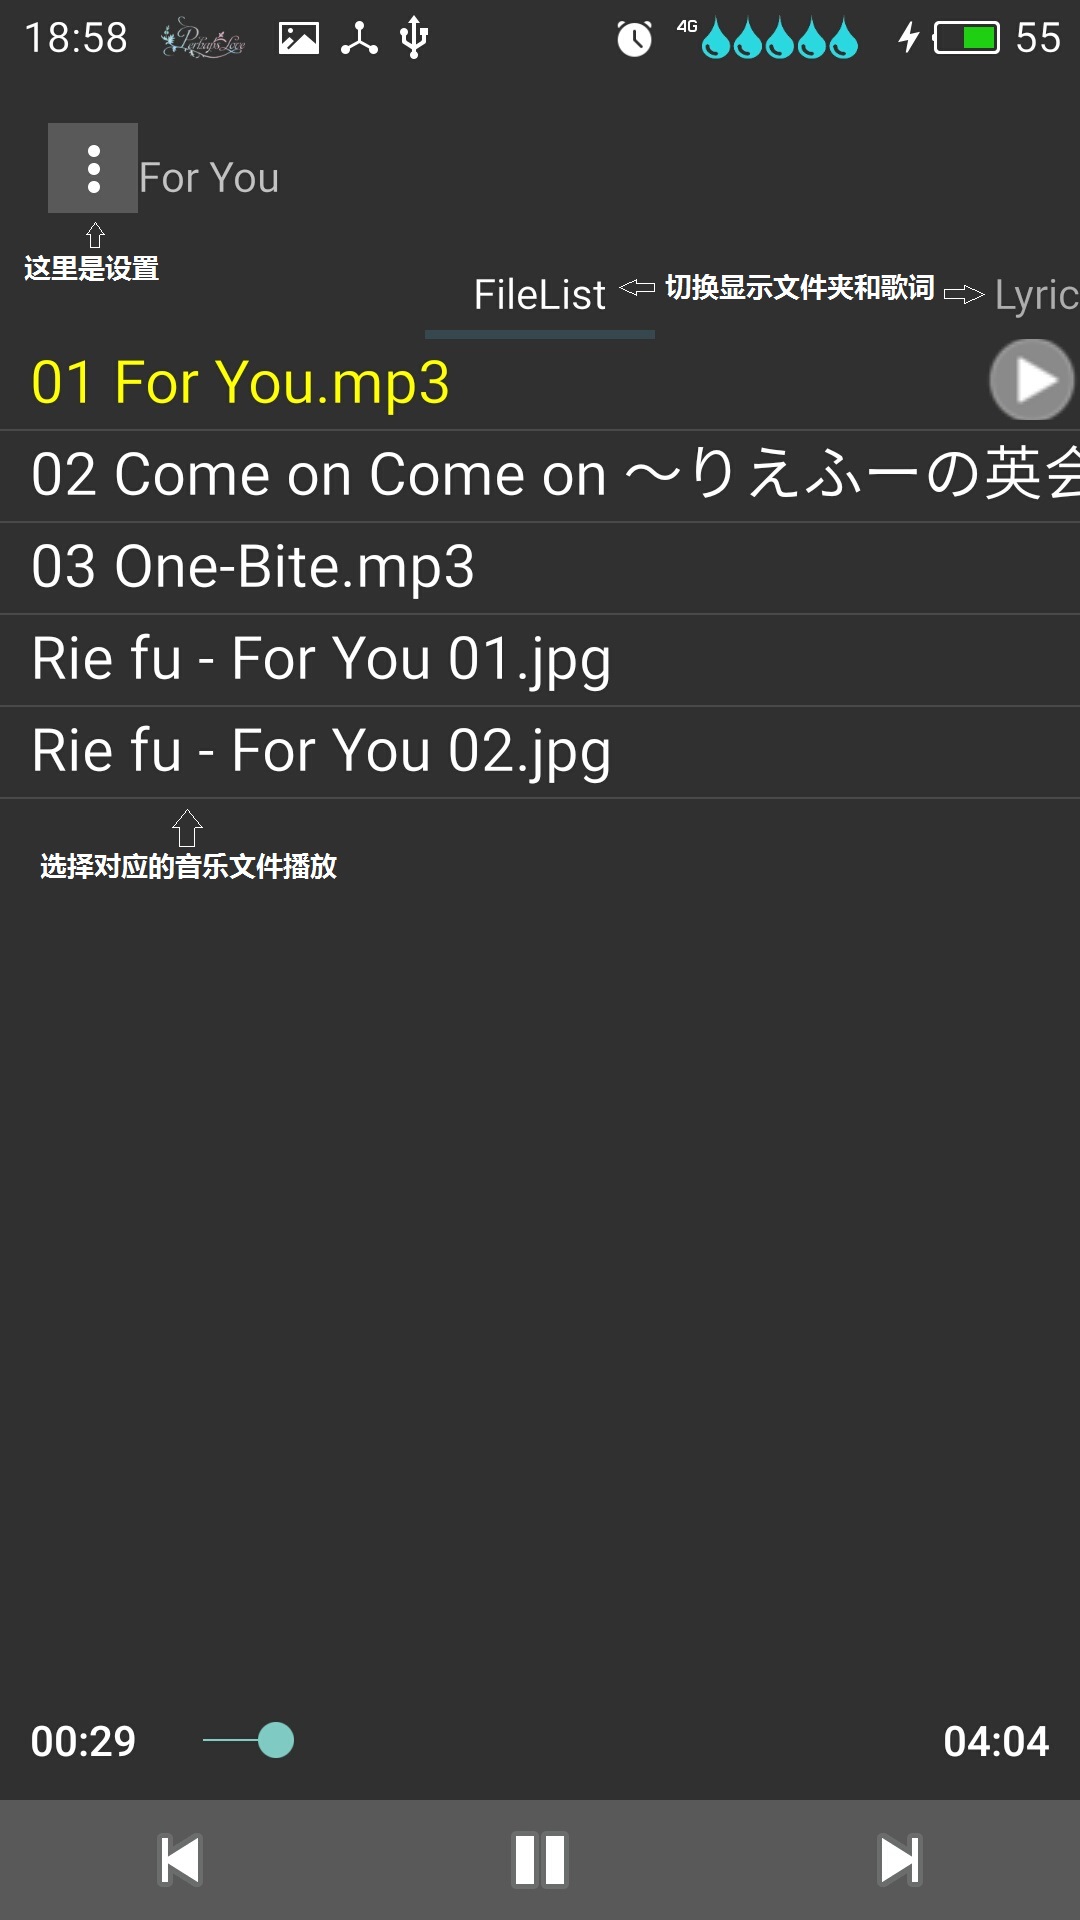 18:58 Perhaps Love 4G 55
For You
这里是设置
FileList 切换显示文件夹和歌词 Lyric
01 For You.mp3
02 Come on Come on ～りえふーの英会
03 One-Bite.mp3
Rie fu - For You 01.jpg
Rie fu - For You 02.jpg
选择对应的音乐文件播放
00:29 04:04